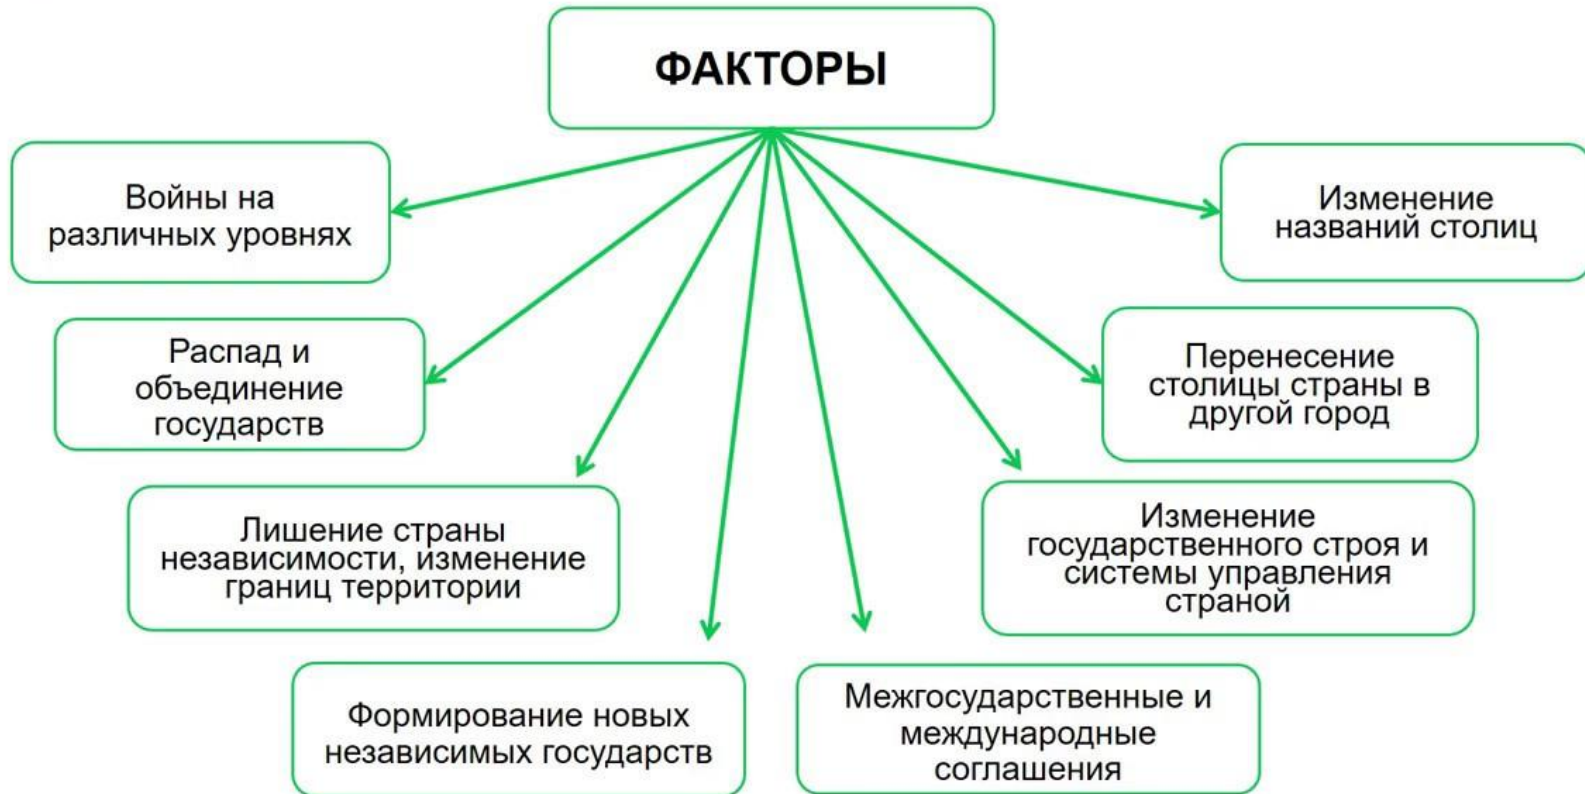 ФАКТОРЫ
Войны на
различных уровнях
Изменение
названий столиц
Распад и
объединение
государств
Перенесение
столицы страны в
другой город
Лишение страны
независимости, изменение
границ территории
Изменение
государственного строя и
системы управления
страной
Формирование новых
независимых государств
Межгосударственные и
международные
соглашения